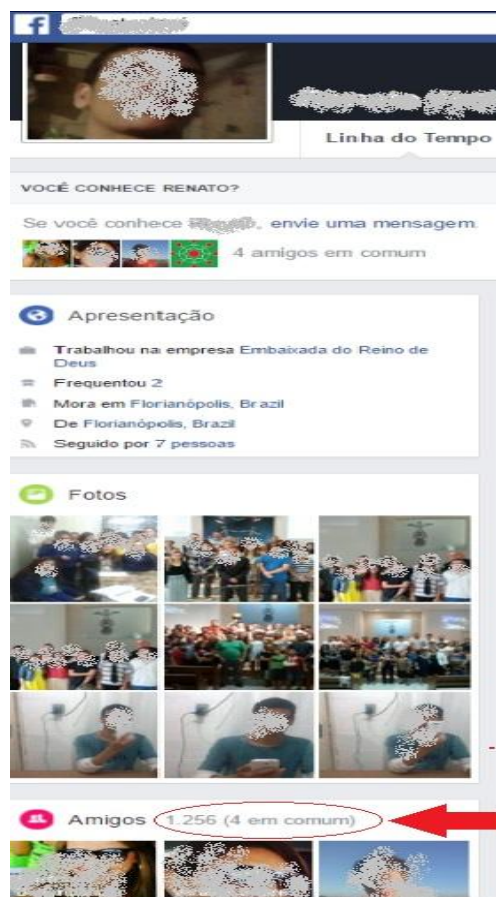 f
Linha do Tempo
VOCÊ CONHECE RENATO?
Se você conhece , envie uma mensagem.
4 amigos em comum
Apresentação
Trabalhou na empresa Embaixada do Reino de
Deus
Frequentou 2
Mora em Florianópolis, Brazil
De Florianópolis, Brazil
Seguido por 7 pessoas
Fotos
Amigos 1.256 (4 em comum)